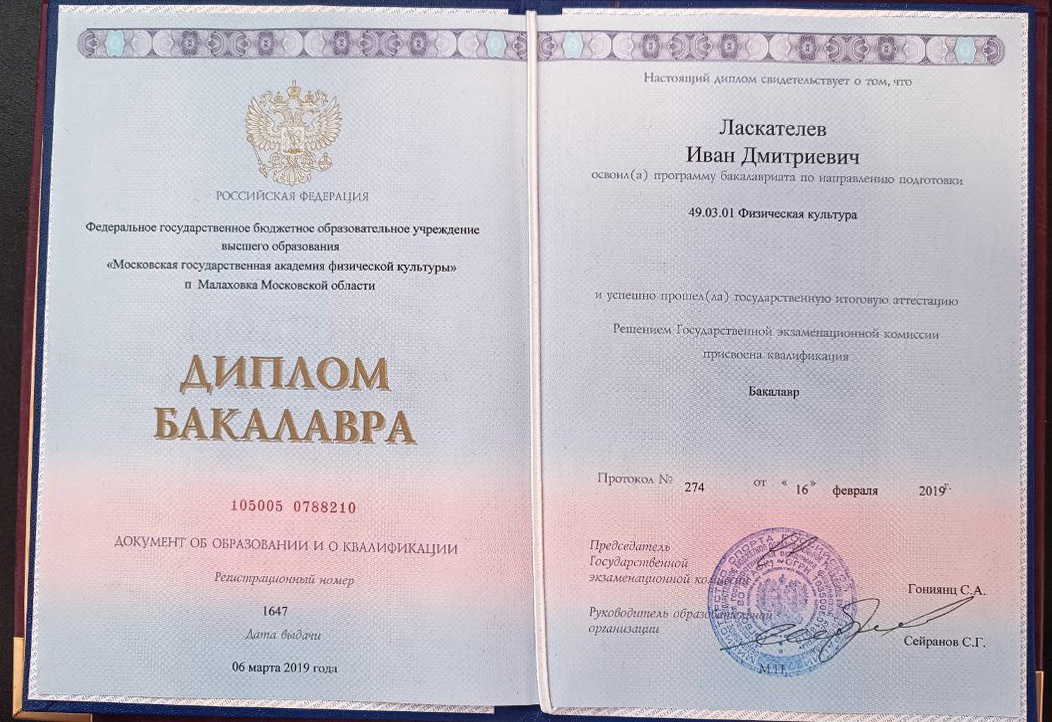 РОССИЙСКАЯ ФЕДЕРАЦИЯ
Федеральное государственное бюджетное образовательное учреждение
высшего образования
«Московская государственная академия физической культуры»
п Малаховка Московской области
ДИПЛОМ
БАКАЛАВРА
105005 0788210
ДОКУМЕНТ ОБ ОБРАЗОВАНИИ И О КВАЛИФИКАЦИИ
Регистрационный номер
1647
Дата выдачи
06 марта 2019 года
Настоящий диплом свидетельствует о том, что
Ласкателев
Иван Дмитриевич
освоил(а) программу бакалавриата по направлению подготовки
49.03.01 Физическая культура
и успешно прошел(ла) государственную итоговую аттестацию
Решением Государственной экзаменационной комиссии
присвоена квалификация
Бакалавр
Протокол № 274 от « 16 » февраля 2019 г.
Председатель
Государственной
экзаменационной комиссии
Гониянц С.А.
Руководитель образовательной
организации
Сейранов С.Г.
М.П.